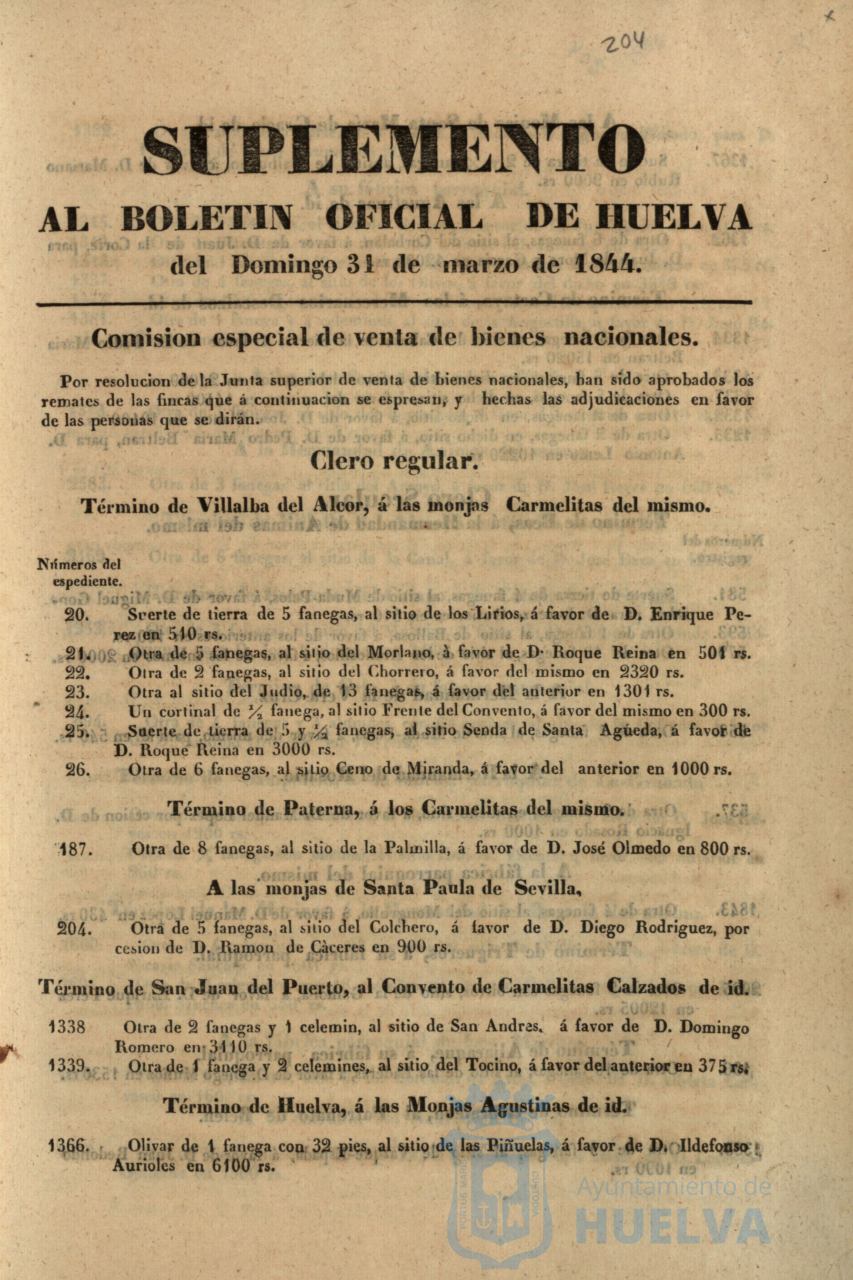 204
SUPLEMENTO
AL BOLETIN OFICIAL DE HUELVA
del Domingo 31 de marzo de 1844.
Comision especial de venta de bienes nacionales.
Por resolucion de la Junta superior de venta de bienes nacionales, han sido aprobados los
remates de las fincas que á continuacion se espresan, y hechas las adjudicaciones en favor
de las personas que se dirán.
Clero regular.
Término de Villalba del Alcor, á las monjas Carmelitas del mismo.
Números del
espediente.
20. Suerte de tierra de 5 fanegas, al sitio de los Lirios, á favor de D. Enrique Pe-
rez en 510 rs.
21. Otra de 5 fanegas, al sitio del Morlano, à favor de D. Roque Reina en 501 rs.
22. Otra de 2 fanegas, al sitio del Chorrero, á favor del mismo en 2320 rs.
23. Otra al sitio del Judio, de 13 fanegas, á favor del anterior en 1301 rs.
24. Un cortinal de ½ fanega, al sitio Frente del Convento, á favor del mismo en 300 rs.
25. Suerte de tierra de 5 y ½ fanegas, al sitio Senda de Santa Agueda, á favor de
D. Roque Reina en 3000 rs.
26. Otra de 6 fanegas, al sitio Ceno de Miranda, á favor del anterior en 1000 rs.
Término de Paterna, á los Carmelitas del mismo.
187. Otra de 8 fanegas, al sitio de la Palmilla, á favor de D. José Olmedo en 800 rs.
A las monjas de Santa Paula de Sevilla,
204. Otra de 5 fanegas, al sitio del Colchero, á favor de D. Diego Rodriguez, por
cesion de D. Ramon de Càceres en 900 rs.
Término de San Juan del Puerto, al Convento de Carmelitas Calzados de id.
1338 Otra de 2 fanegas y 1 celemin, al sitio de San Andres, á favor de D. Domingo
Romero en 3110 rs.
1339. Otra de 1 fanega y 2 celemines, al sitio del Tocino, á favor del anterior en 375 rs.
Término de Huelva, á las Monjas Agustinas de id.
1366. Olivar de 1 fanega con 32 pies, al sitio de las Piñuelas, á favor de D. Ildefonso
Aurioles en 6100 rs.
Ayuntamiento de
HUELVA